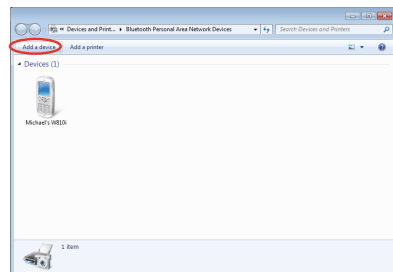 « Devices and Print... ▸ Bluetooth Personal Area Network Devices
Search Devices and Printers
Add a device Add a printer
Devices (1)
Michael's W810i
1 item